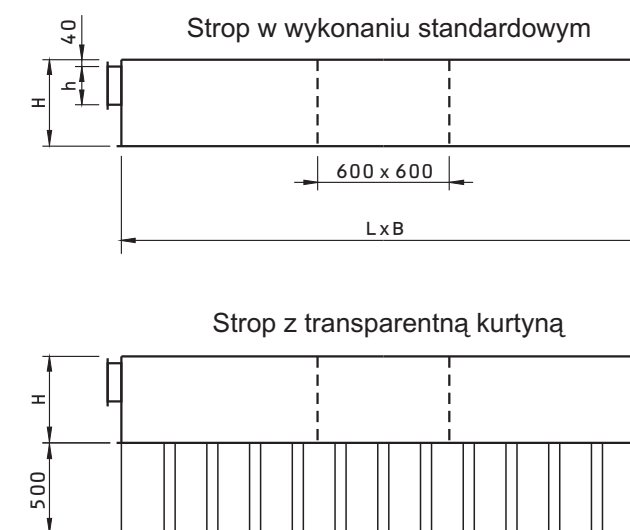 Strop w wykonaniu standardowym
40
h
H
600 x 600
L x B
Strop z transparentną kurtyną
H
500